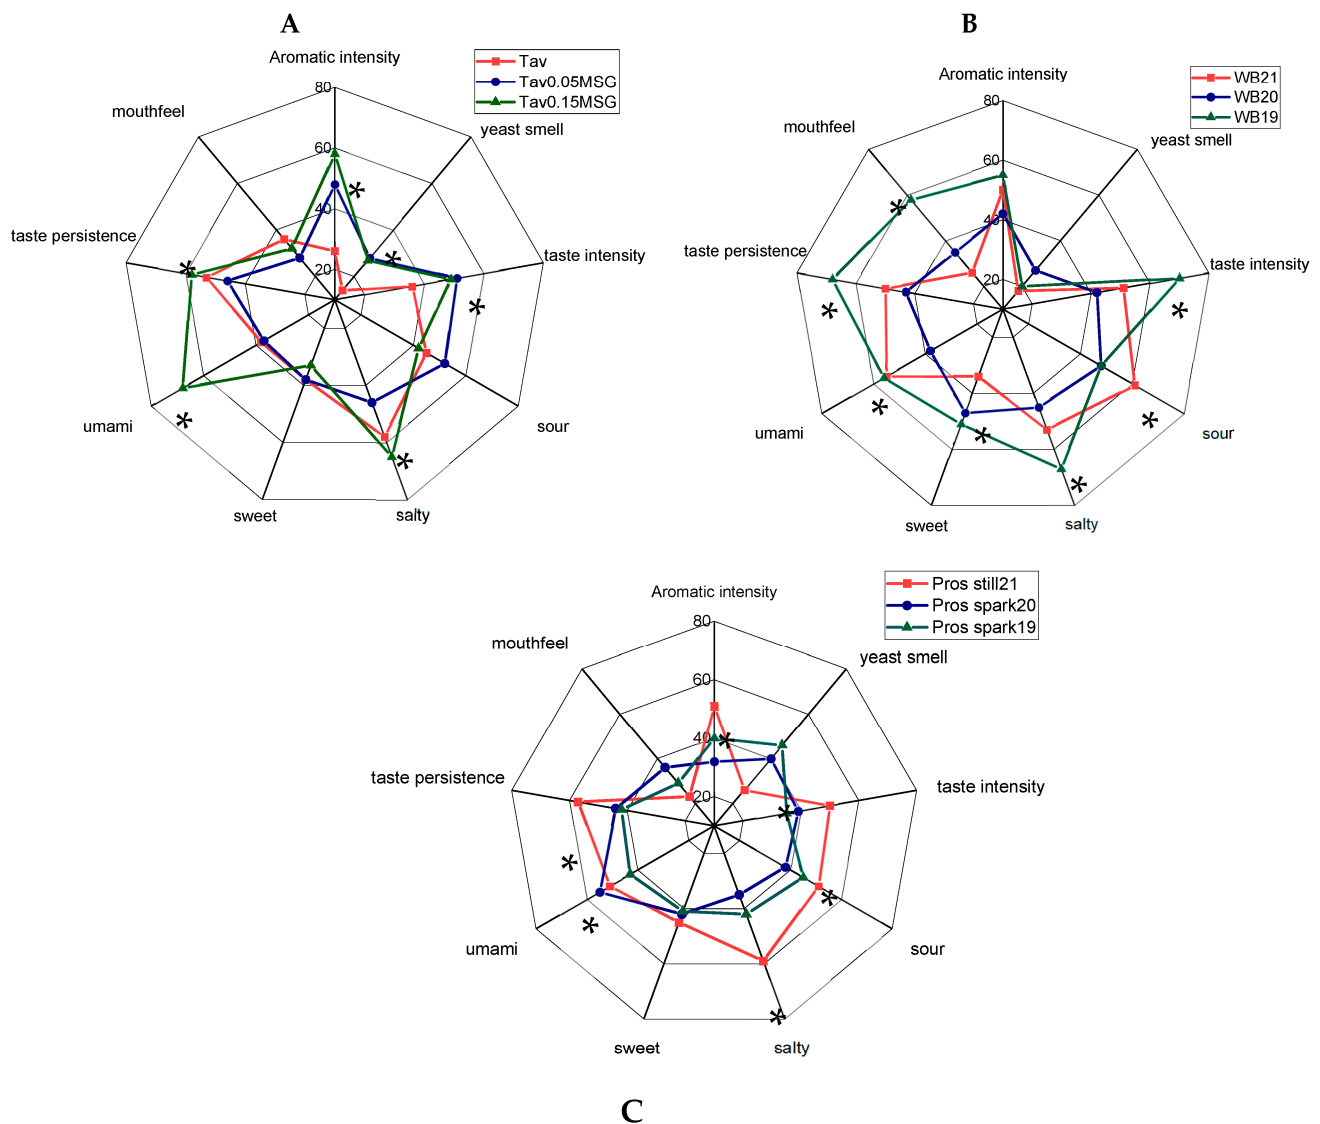 A
Aromatic intensity
Tav
Tav0.05MSG
Tav0.15MSG
80
60
40
20
mouthfeel
yeast smell
taste persistence
taste intensity
*
*
*
*
*
*
umami
sour
sweet
salty
B
Aromatic intensity
WB21
WB20
WB19
80
60
40
20
mouthfeel
yeast smell
taste persistence
taste intensity
*
*
*
*
*
*
*
umami
sour
sweet
salty
Aromatic intensity
Pros still21
Pros spark20
Pros spark19
80
60
40
20
mouthfeel
yeast smell
taste persistence
taste intensity
*
*
*
*
*
*
umami
sour
sweet
salty
C